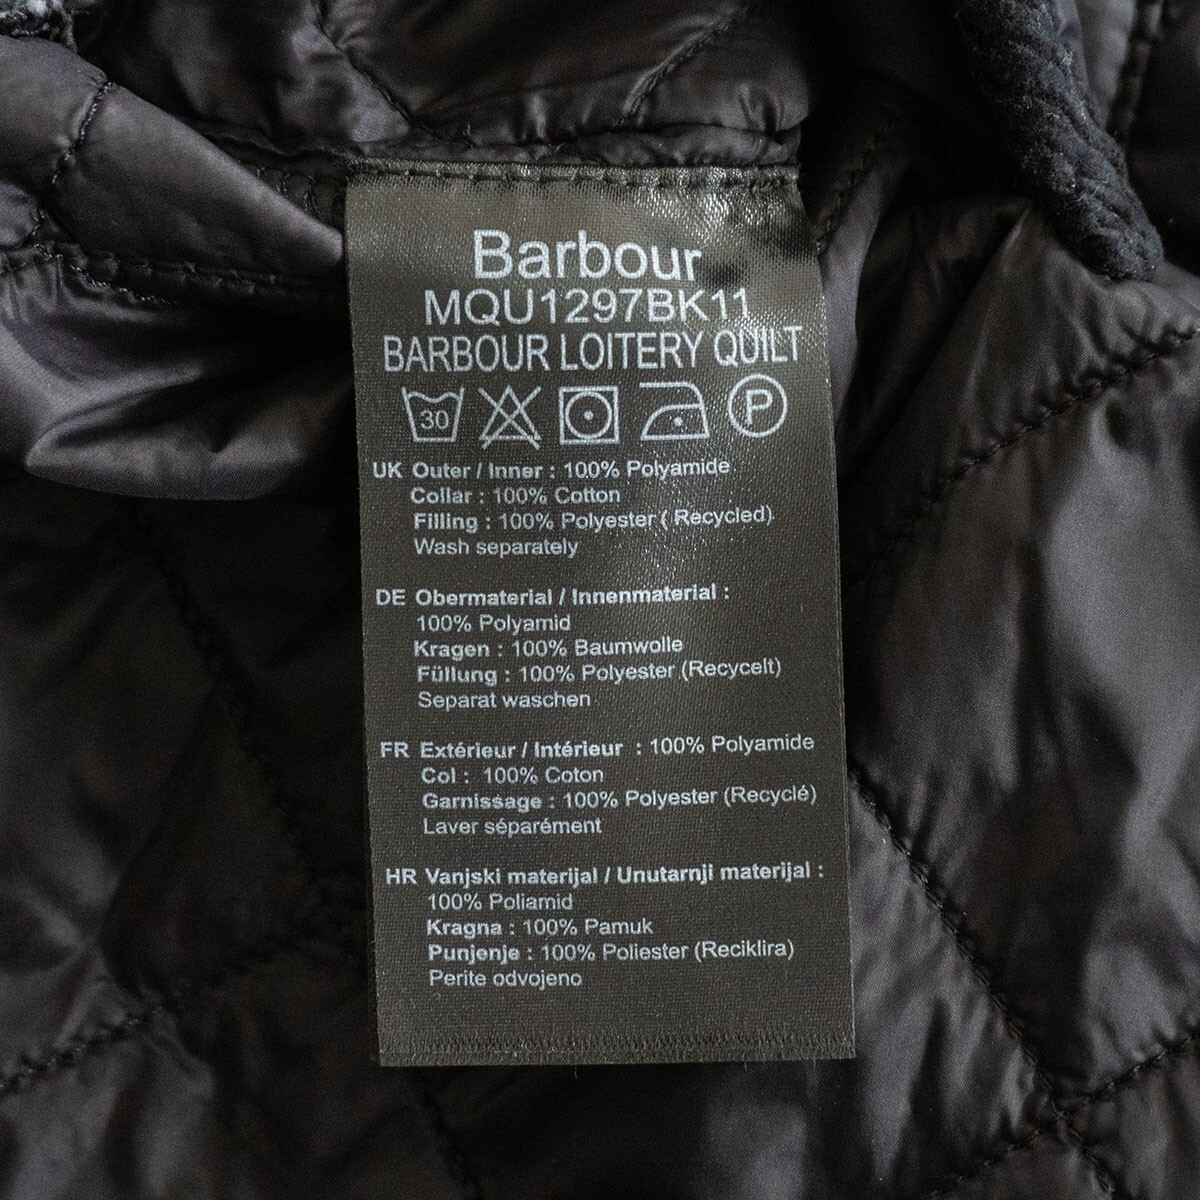 Barbour
MQU1297BK11
BARBOUR LOITERY QUILT
30 P
UK Outer / Inner : 100% Polyamide
Collar : 100% Cotton
Filling : 100% Polyester ( Recycled)
Wash separately
DE Obermaterial / Innenmaterial :
100% Polyamid
Kragen : 100% Baumwolle
Füllung : 100% Polyester (Recycelt)
Separat waschen
FR Extérieur / Intérieur : 100% Polyamide
Col : 100% Coton
Garnissage : 100% Polyester (Recyclé)
Laver séparément
HR Vanjski materijal / Unutarnji materijal :
100% Poliamid
Kragna : 100% Pamuk
Punjenje : 100% Poliester (Reciklira)
Perite odvojeno